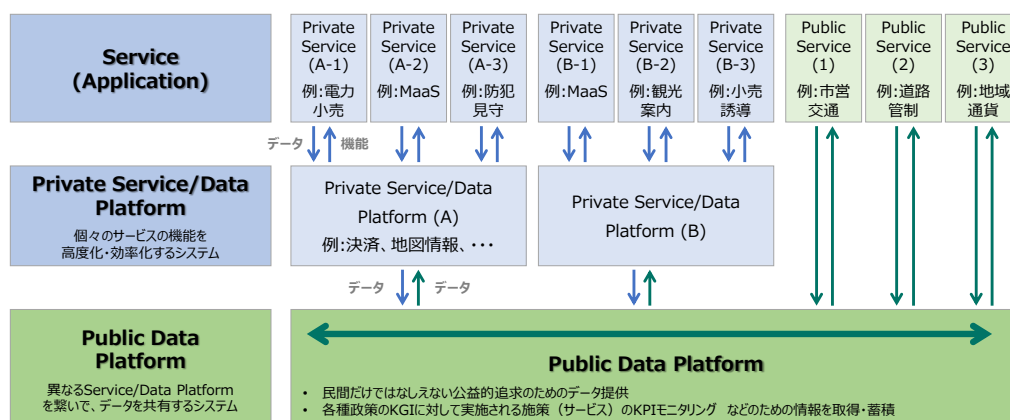 Service
(Application)
Private
Service
(A-1)
例:電力
小売
Private
Service
(A-2)
例:MaaS
Private
Service
(A-3)
例:防犯
見守
Private
Service
(B-1)
例:MaaS
Private
Service
(B-2)
例:観光
案内
Private
Service
(B-3)
例:小売
誘導
Public
Service
(1)
例:市営
交通
Public
Service
(2)
例:道路
管制
Public
Service
(3)
例:地域
通貨
データ
機能
Private Service/Data
Platform
個々のサービスの機能を
高度化・効率化するシステム
Private Service/Data
Platform (A)
例:決済、地図情報、・・・
Private Service/Data
Platform (B)
データ
データ
Public Data
Platform
異なるService/Data Platform
を繋いで、データを共有するシステム
Public Data Platform
• 民間だけではなしえない公益的追求のためのデータ提供
• 各種政策のKGIに対して実施される施策（サービス）のKPIモニタリング などのための情報を取得・蓄積